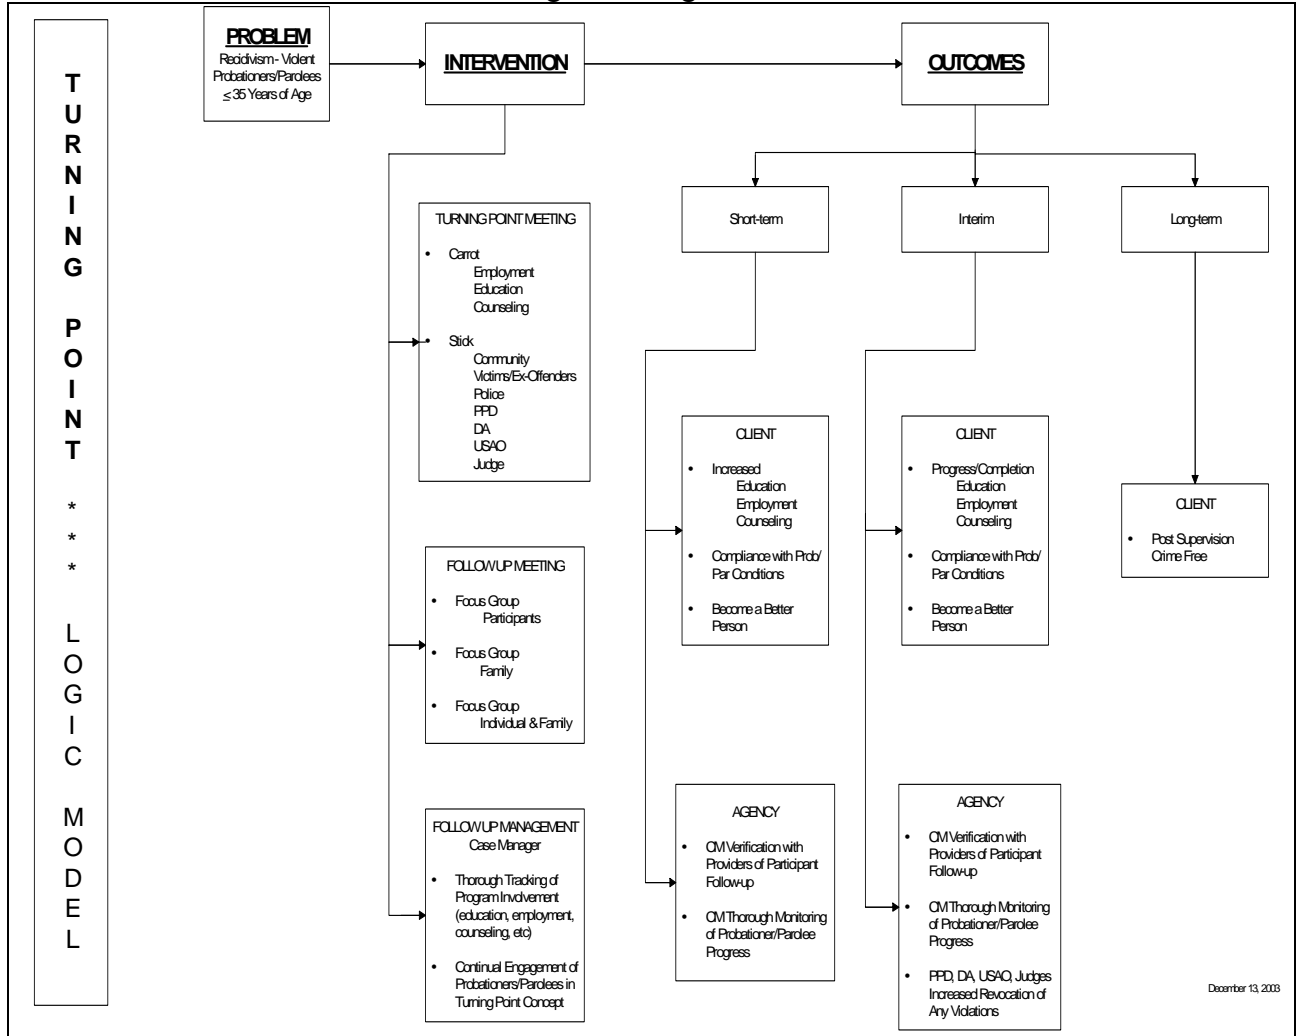 TURNING POINT *** LOGIC MODEL
PROBLEM
Recidivism - Violent
Probationers/Parolees
≤ 35 Years of Age
INTERVENTION
OUTCOMES
TURNING POINT MEETING
• Carrot
Employment
Education
Counseling
• Stick
Community
Victims/Ex-Offenders
Police
PPD
DA
USAO
Judge
FOLLOW UP MEETING
• Focus Group
Participants
• Focus Group
Family
• Focus Group
Individual & Family
FOLLOW UP MANAGEMENT
Case Manager
• Thorough Tracking of
Program Involvement
(education, employment,
counseling, etc)
• Continual Engagement of
Probationers/Parolees in
Turning Point Concept
Short-term
CLIENT
• Increased
Education
Employment
Counseling
• Compliance with Prob/
Par Conditions
• Become a Better
Person
AGENCY
• CM Verification with
Providers of Participant
Follow-up
• CM Thorough Monitoring
of Probationer/Parolee
Progress
Interim
CLIENT
• Progress/Completion
Education
Employment
Counseling
• Compliance with Prob/
Par Conditions
• Become a Better
Person
AGENCY
• CM Verification with
Providers of Participant
Follow-up
• CM Thorough Monitoring
of Probationer/Parolee
Progress
• PPD, DA, USAO, Judges
Increased Revocation of
Any Violations
Long-term
CLIENT
• Post Supervision
Crime Free
December 13, 2003